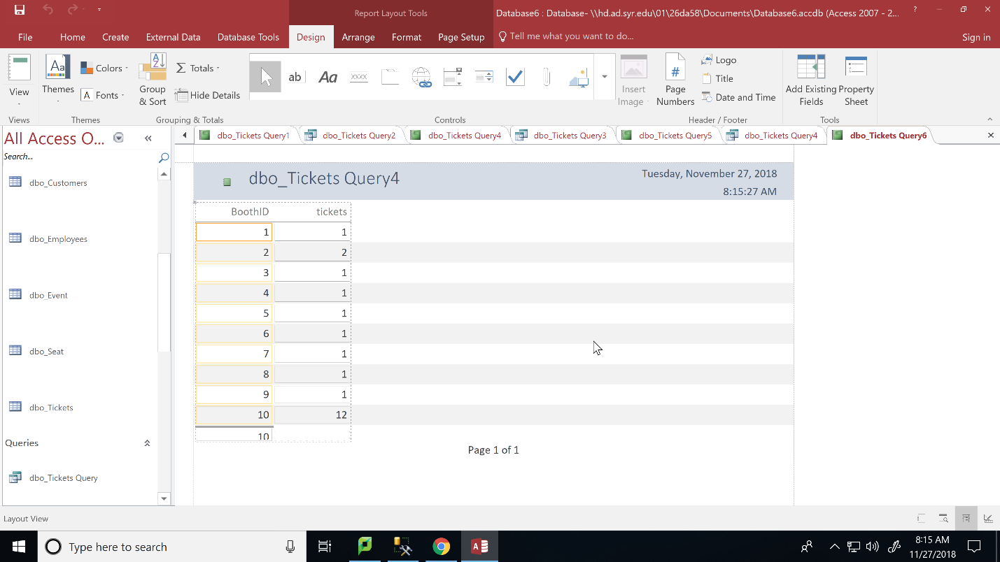 Report Layout Tools
Database6 : Database- \\hd.ad.syr.edu\01\26da58\Documents\Database6.accdb (Access 2007 - 2...
?
File Home Create External Data Database Tools Design Arrange Format Page Setup Tell me what you want to do... Sign in
View
Views
Aa
Themes
Colors
A Fonts
Themes
Group & Sort
Σ Totals
Hide Details
Grouping & Totals
ab Aa xxxx
Controls
Insert Image
#
Page Numbers
Logo
Title
Date and Time
Header / Footer
Add Existing Fields
Property Sheet
Tools
All Access O...
Search...
dbo_Customers
dbo_Employees
dbo_Event
dbo_Seat
dbo_Tickets
Queries
dbo_Tickets Query
dbo_Tickets Query1 dbo_Tickets Query2 dbo_Tickets Query4 dbo_Tickets Query3 dbo_Tickets Query5 dbo_Tickets Query4 dbo_Tickets Query6
dbo_Tickets Query4
Tuesday, November 27, 2018
8:15:27 AM
BoothID tickets
1 1
2 2
3 1
4 1
5 1
6 1
7 1
8 1
9 1
10 12
10
Page 1 of 1
Layout View
Type here to search
8:15 AM
11/27/2018